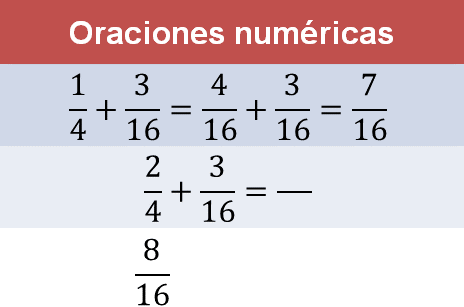 Oraciones numéricas
1/4 + 3/16 = 4/16 + 3/16 = 7/16
2/4 + 3/16 = —
8/16